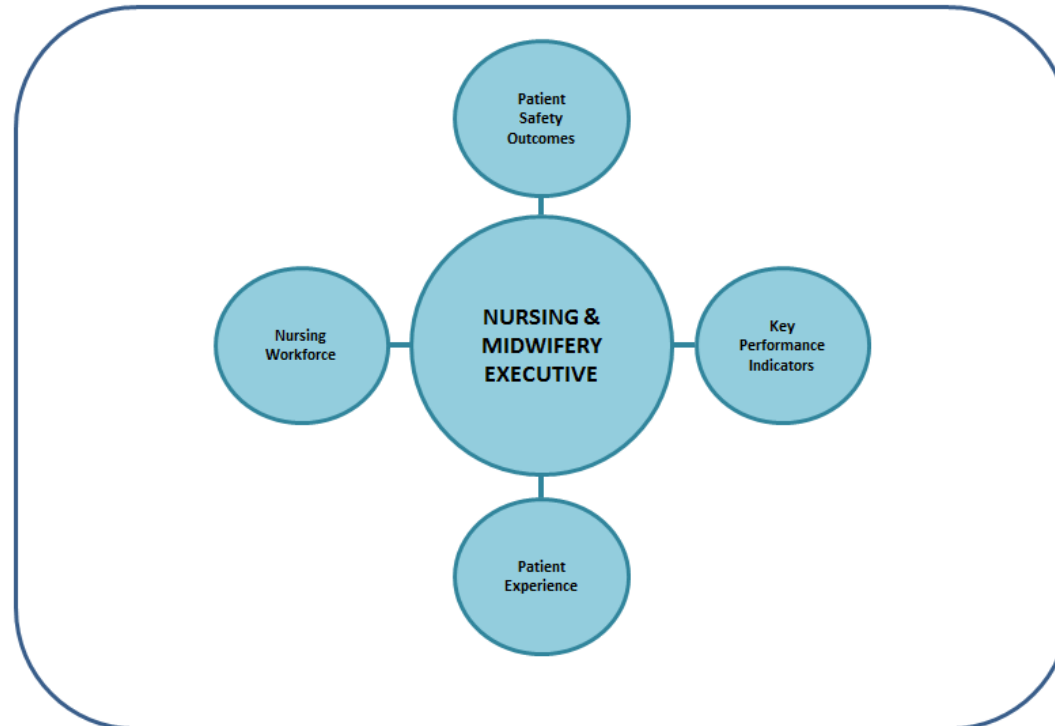 Patient
Safety
Outcomes
Nursing
Workforce
NURSING &
MIDWIFERY
EXECUTIVE
Key
Performance
Indicators
Patient
Experience